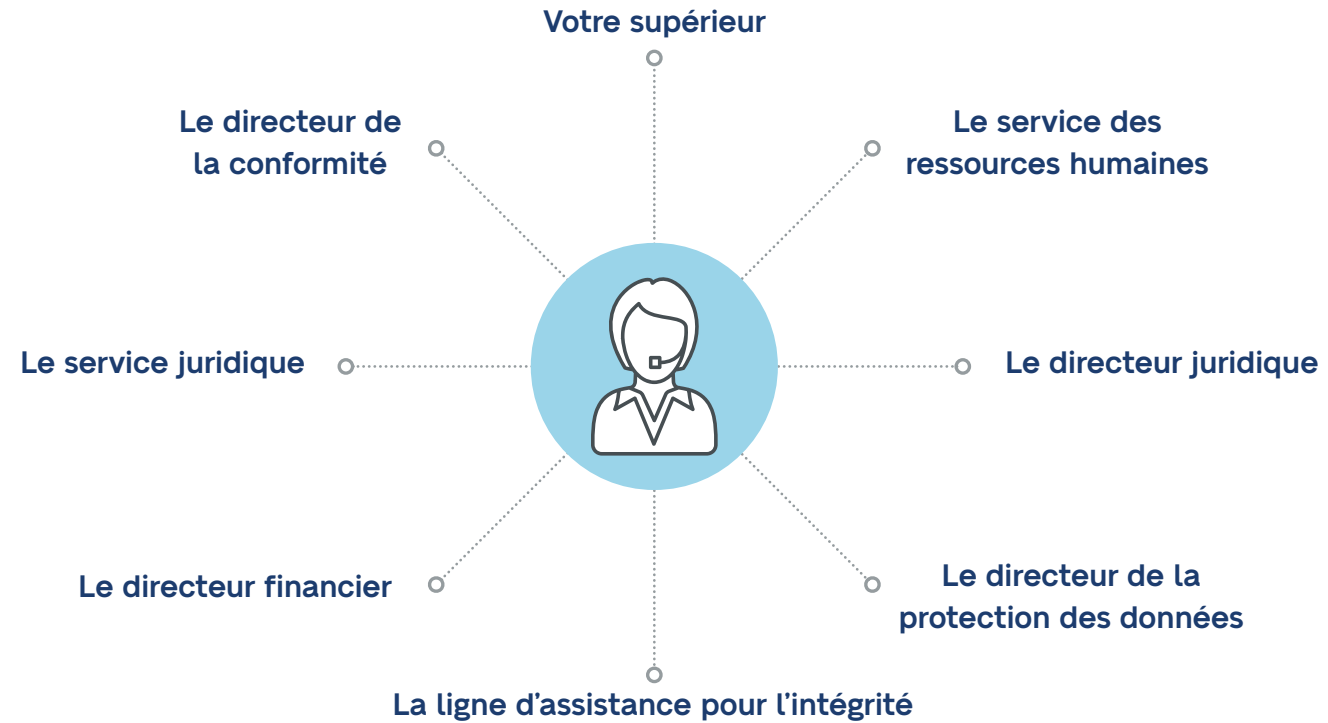 Votre supérieur
Le directeur de
la conformité
Le service des
ressources humaines
Le service juridique
Le directeur juridique
Le directeur financier
Le directeur de la
protection des données
La ligne d’assistance pour l’intégrité